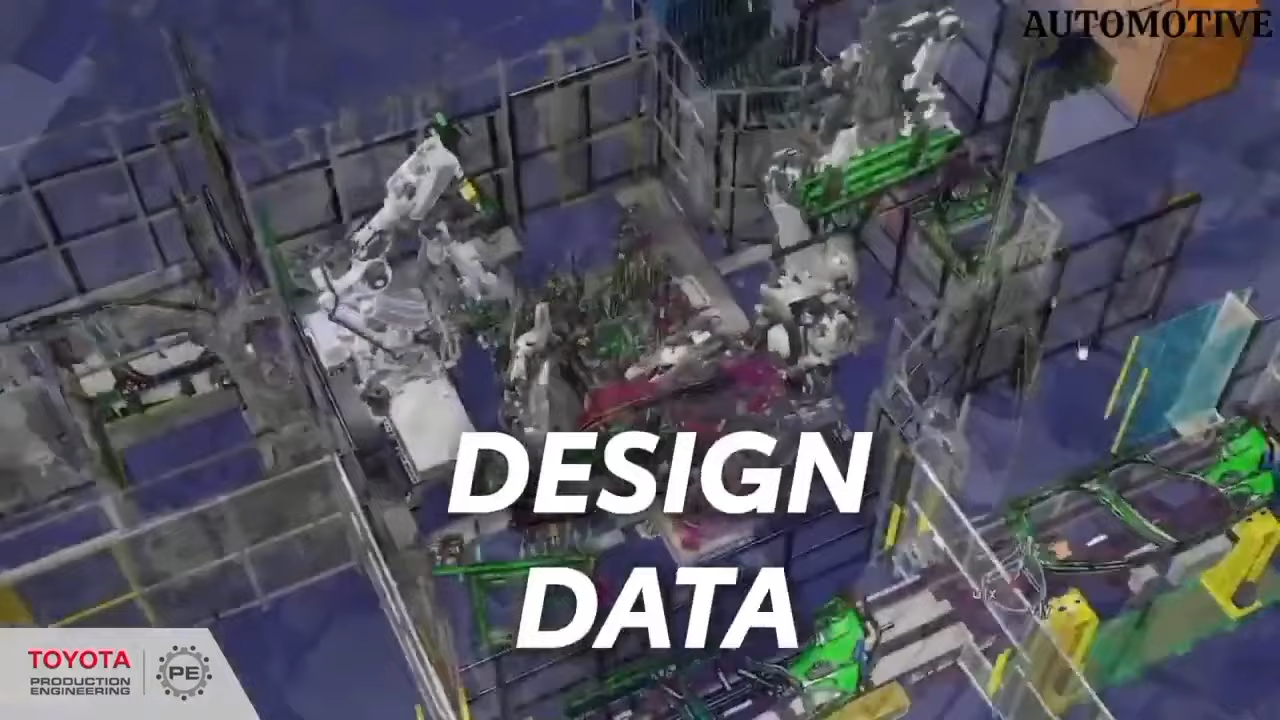 AUTOMOTIVE
DESIGN
DATA
TOYOTA
PRODUCTION
ENGINEERING
PE